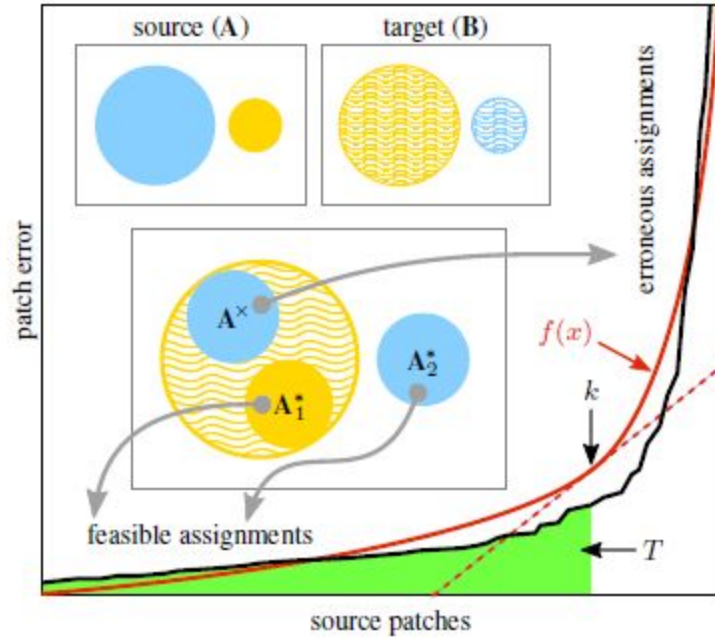 source (A)
target (B)
erroneous assignments
patch error
A×
A*1
A*2
f(x)
k
feasible assignments
T
source patches